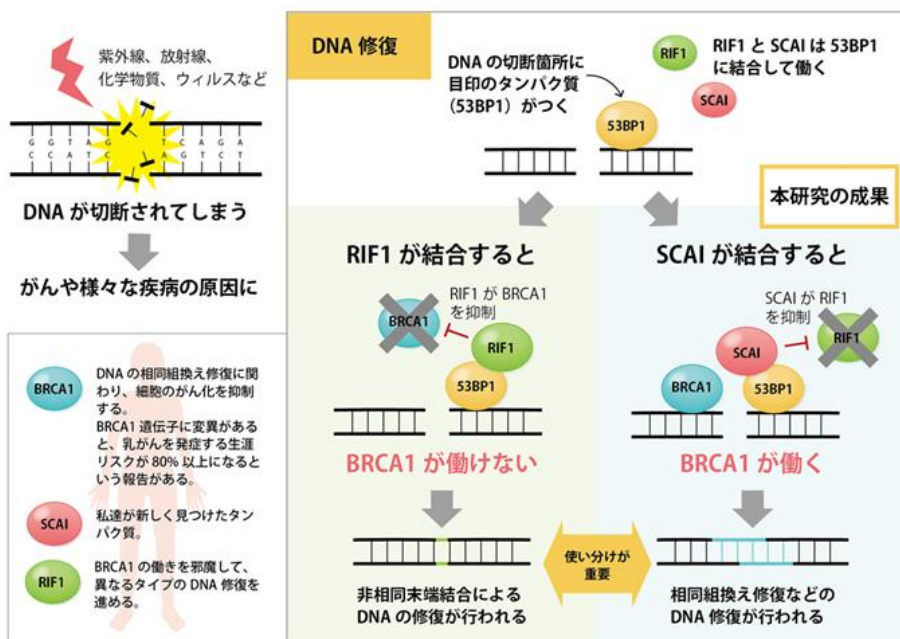 紫外線、放射線、
化学物質、ウィルスなど
G G T A G T C A G A
C C A T C A G T C T
DNA が切断されてしまう
がんや様々な疾病の原因に
BRCA1
DNA の相同組換え修復に関
わり、細胞のがん化を抑制
する。
BRCA1 遺伝子に変異がある
と、乳がんを発症する生涯
リスクが 80% 以上になると
いう報告がある。
SCAI
私達が新しく見つけたタン
パク質。
RIF1
BRCA1 の働きを邪魔して、
異なるタイプの DNA 修復を
進める。
DNA 修復
DNA の切断箇所に
目印のタンパク質
(53BP1)がつく
53BP1
RIF1
SCAI
RIF1 と SCAI は 53BP1
に結合して働く
本研究の成果
RIF1 が結合すると
RIF1 が BRCA1
を抑制
BRCA1
RIF1
53BP1
BRCA1 が働けない
非相同末端結合による
DNA の修復が行われる
使い分けが
重要
SCAI が結合すると
SCAI が RIF1
を抑制
RIF1
SCAI
BRCA1
53BP1
BRCA1 が働く
相同組換え修復などの
DNA 修復が行われる